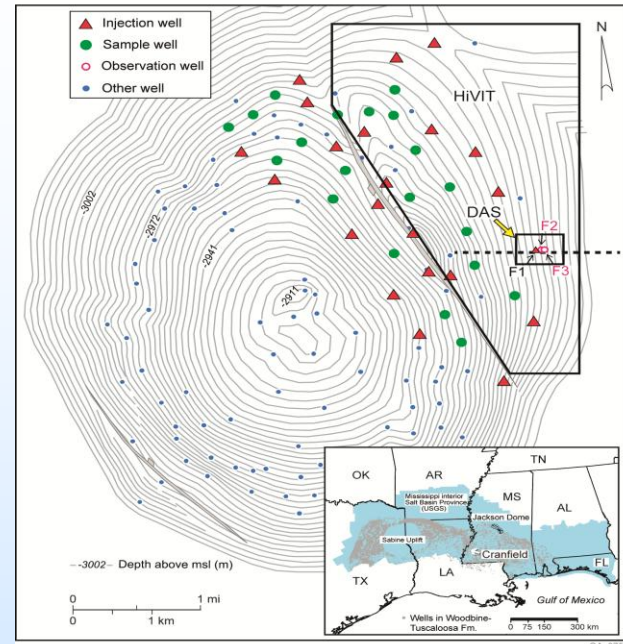 Injection well
Sample well
Observation well
Other well
N
HiVIT
DAS
F2
F1
F3
-3002
-2972
-2941
-2911
--3002-- Depth above msl (m)
0 1 mi
0 1 km
TN
OK
AR
MS
AL
Mississippi interior
Salt Basin Province
(USGS)
Jackson Dome
Sabine Uplift
Cranfield
TX
LA
FL
Gulf of Mexico
Wells in Woodbine-
Tuscaloosa Fm.
0 75 150 300 km